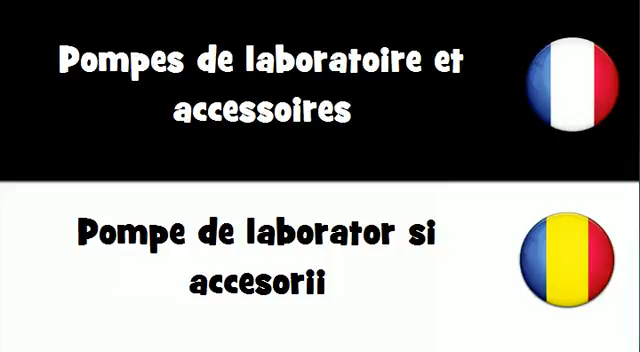 Pompes de laboratoire et
accessoires
Pompe de laborator si
accesorii